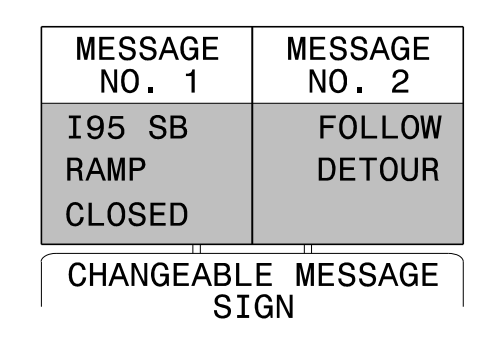 MESSAGE
NO. 1
MESSAGE
NO. 2
I95 SB
RAMP
CLOSED
FOLLOW
DETOUR
CHANGEABLE MESSAGE
SIGN